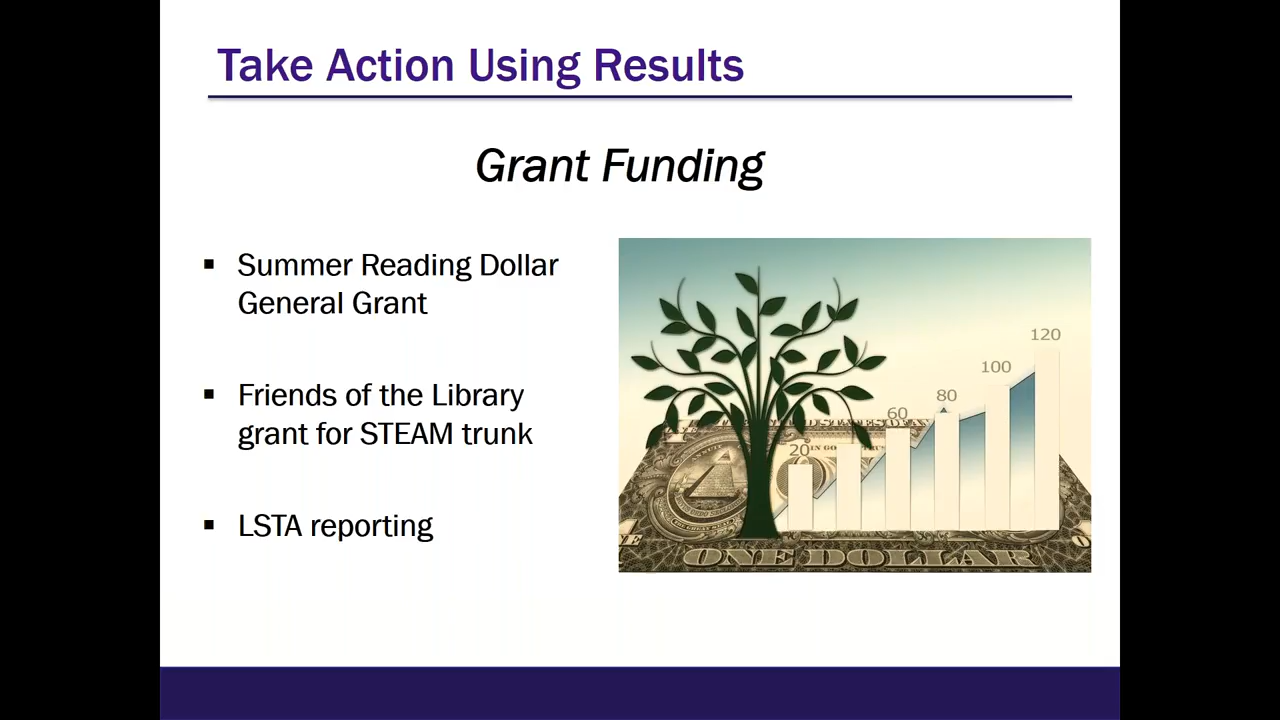 Take Action Using Results
Grant Funding
▪ Summer Reading Dollar
General Grant
▪ Friends of the Library
grant for STEAM trunk
▪ LSTA reporting
120
100
80
60
20
ONE DOLLAR